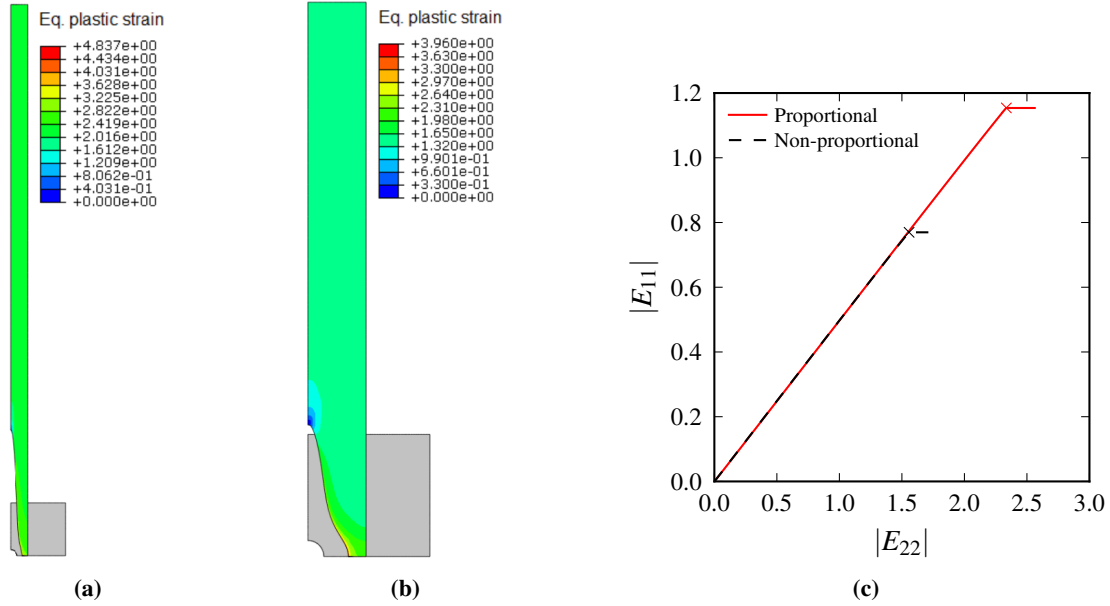 Eq. plastic strain
+4.837e+00
+4.434e+00
+4.031e+00
+3.628e+00
+3.225e+00
+2.822e+00
+2.419e+00
+2.016e+00
+1.612e+00
+1.209e+00
+8.062e-01
+4.031e-01
+0.000e+00
(a)
Eq. plastic strain
+3.960e+00
+3.630e+00
+3.300e+00
+2.970e+00
+2.640e+00
+2.310e+00
+1.980e+00
+1.650e+00
+1.320e+00
+9.901e-01
+6.601e-01
+3.300e-01
+0.000e+00
(b)
Proportional
Non-proportional
1.2
1.0
0.8
0.6
0.4
0.2
0.0
|E₁₁|
0.0 0.5 1.0 1.5 2.0 2.5 3.0
|E₂₂|
(c)